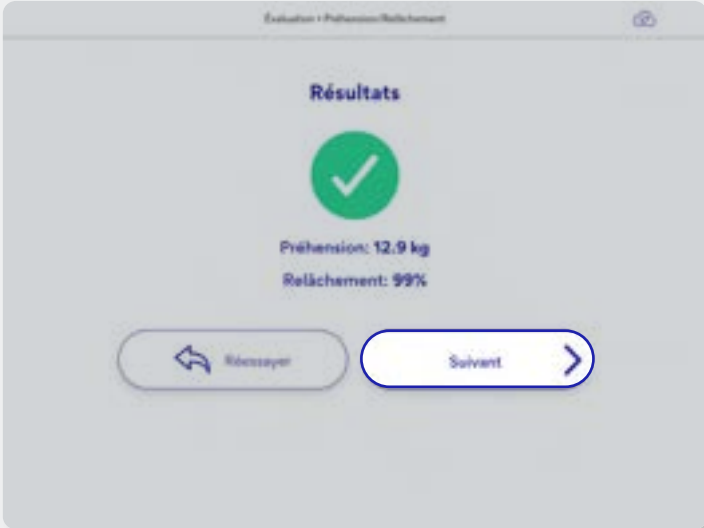 Évaluation > Préhension/Relâchement
Résultats
Préhension: 12.9 kg
Relâchement: 99%
Réessayer
Suivant